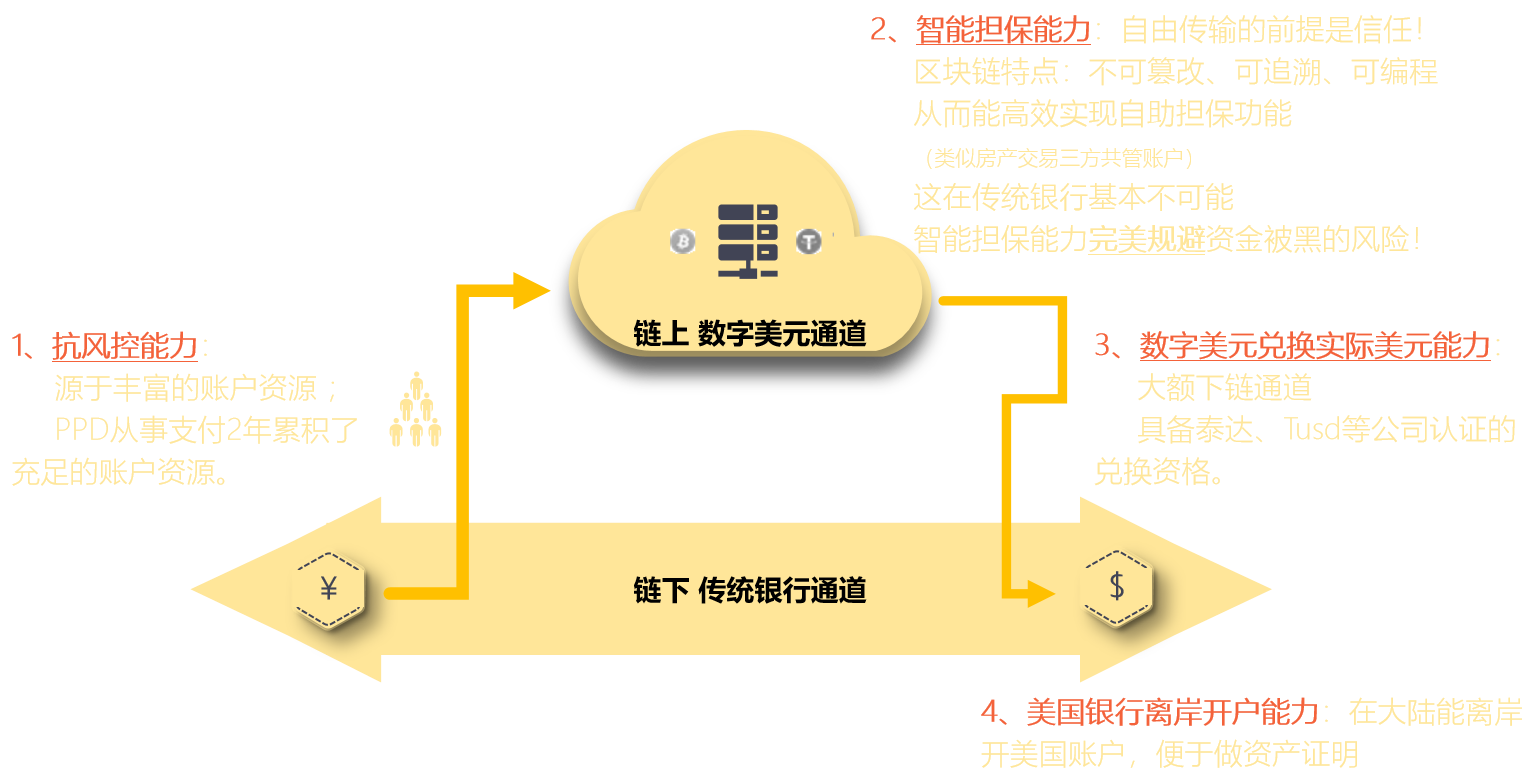 2、智能担保能力：自由传输的前提是信任！
区块链特点：不可篡改、可追溯、可编程
从而能高效实现自助担保功能
（类似房产交易三方共管账户）
这在传统银行基本不可能
智能担保能力完美规避资金被黑的风险！
链上 数字美元通道
1、抗风控能力：
源于丰富的账户资源；
PPD从事支付2年累积了
充足的账户资源。
3、数字美元兑换实际美元能力：
大额下链通道
具备泰达、Tusd等公司认证的
兑换资格。
¥
链下 传统银行通道
$
4、美国银行离岸开户能力：在大陆能离岸
开美国账户，便于做资产证明